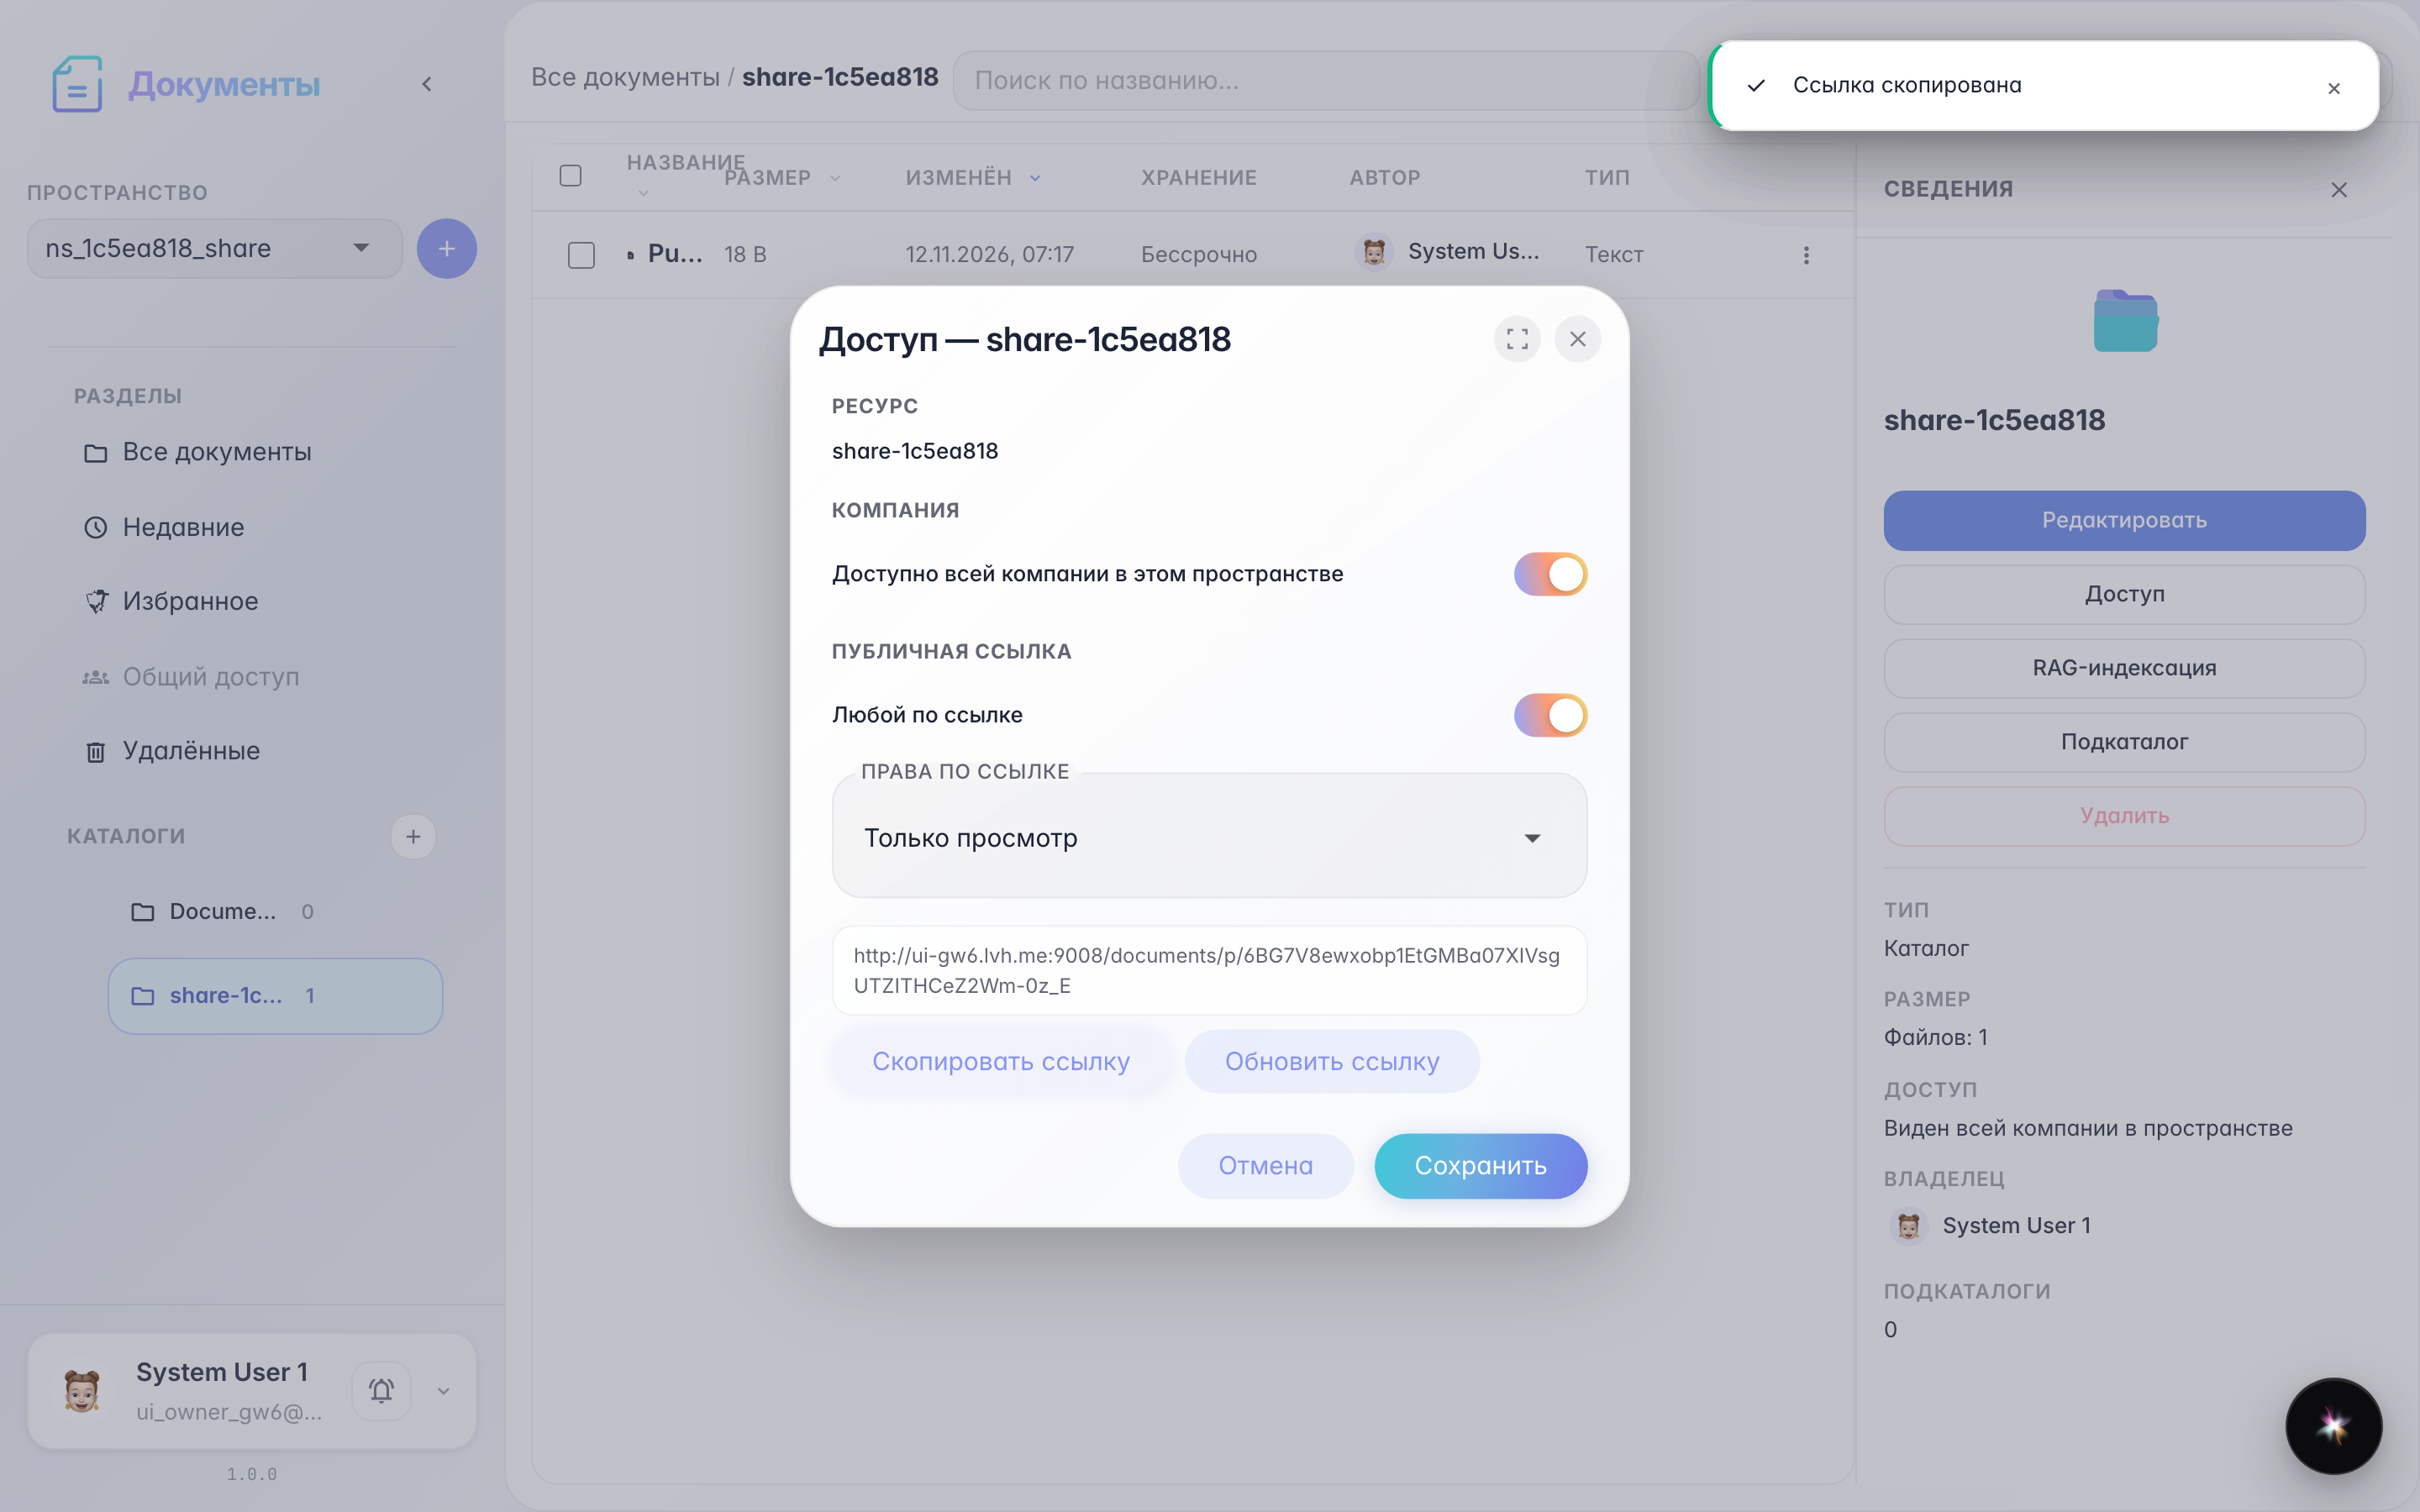 Документы
ПРОСТРАНСТВО
ns_1c5ea818_share
РАЗДЕЛЫ
Все документы
Недавние
Избранное
Общий доступ
Удалённые
КАТАЛОГИ
Docume... 0
share-1c... 1
System User 1
ui_owner_gw6@...
1.0.0
Все документы / share-1c5ea818
Поиск по названию...
Ссылка скопирована
НАЗВАНИЕ РАЗМЕР ИЗМЕНЁН ХРАНЕНИЕ АВТОР ТИП
Pu... 18 B 12.11.2026, 07:17 Бессрочно System Us... Текст
Доступ — share-1c5ea818
РЕСУРС
share-1c5ea818
КОМПАНИЯ
Доступно всей компании в этом пространстве
ПУБЛИЧНАЯ ССЫЛКА
Любой по ссылке
ПРАВА ПО ССЫЛКЕ
Только просмотр
http://ui-gw6.lvh.me:9008/documents/p/6BG7V8ewxobp1EtGMBa07XIVsg
UTZITHCeZ2Wm-0z_E
Скопировать ссылку
Обновить ссылку
Отмена
Сохранить
СВЕДЕНИЯ
share-1c5ea818
Редактировать
Доступ
RAG-индексация
Подкаталог
Удалить
ТИП
Каталог
РАЗМЕР
Файлов: 1
ДОСТУП
Виден всей компании в пространстве
ВЛАДЕЛЕЦ
System User 1
ПОДКАТАЛОГИ
0